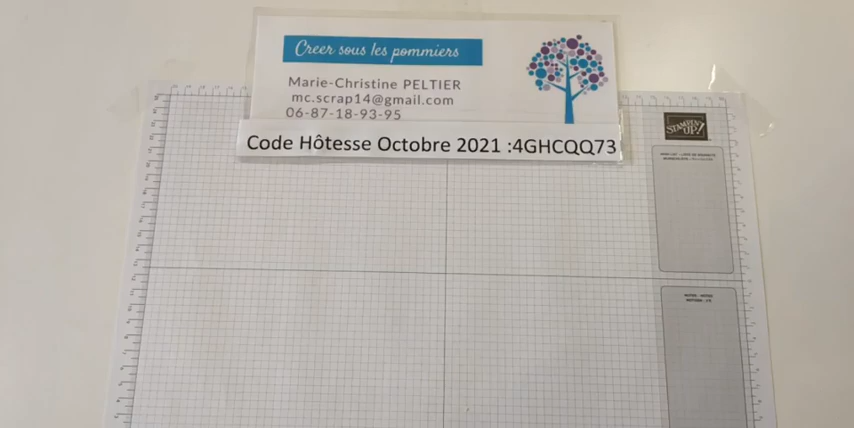 Creer sous les pommiers
Marie-Christine PELTIER
mc.scrap14@gmail.com
06-87-18-93-95
Code Hôtesse Octobre 2021 :4GHCQQ73
STAMPIN' UP!